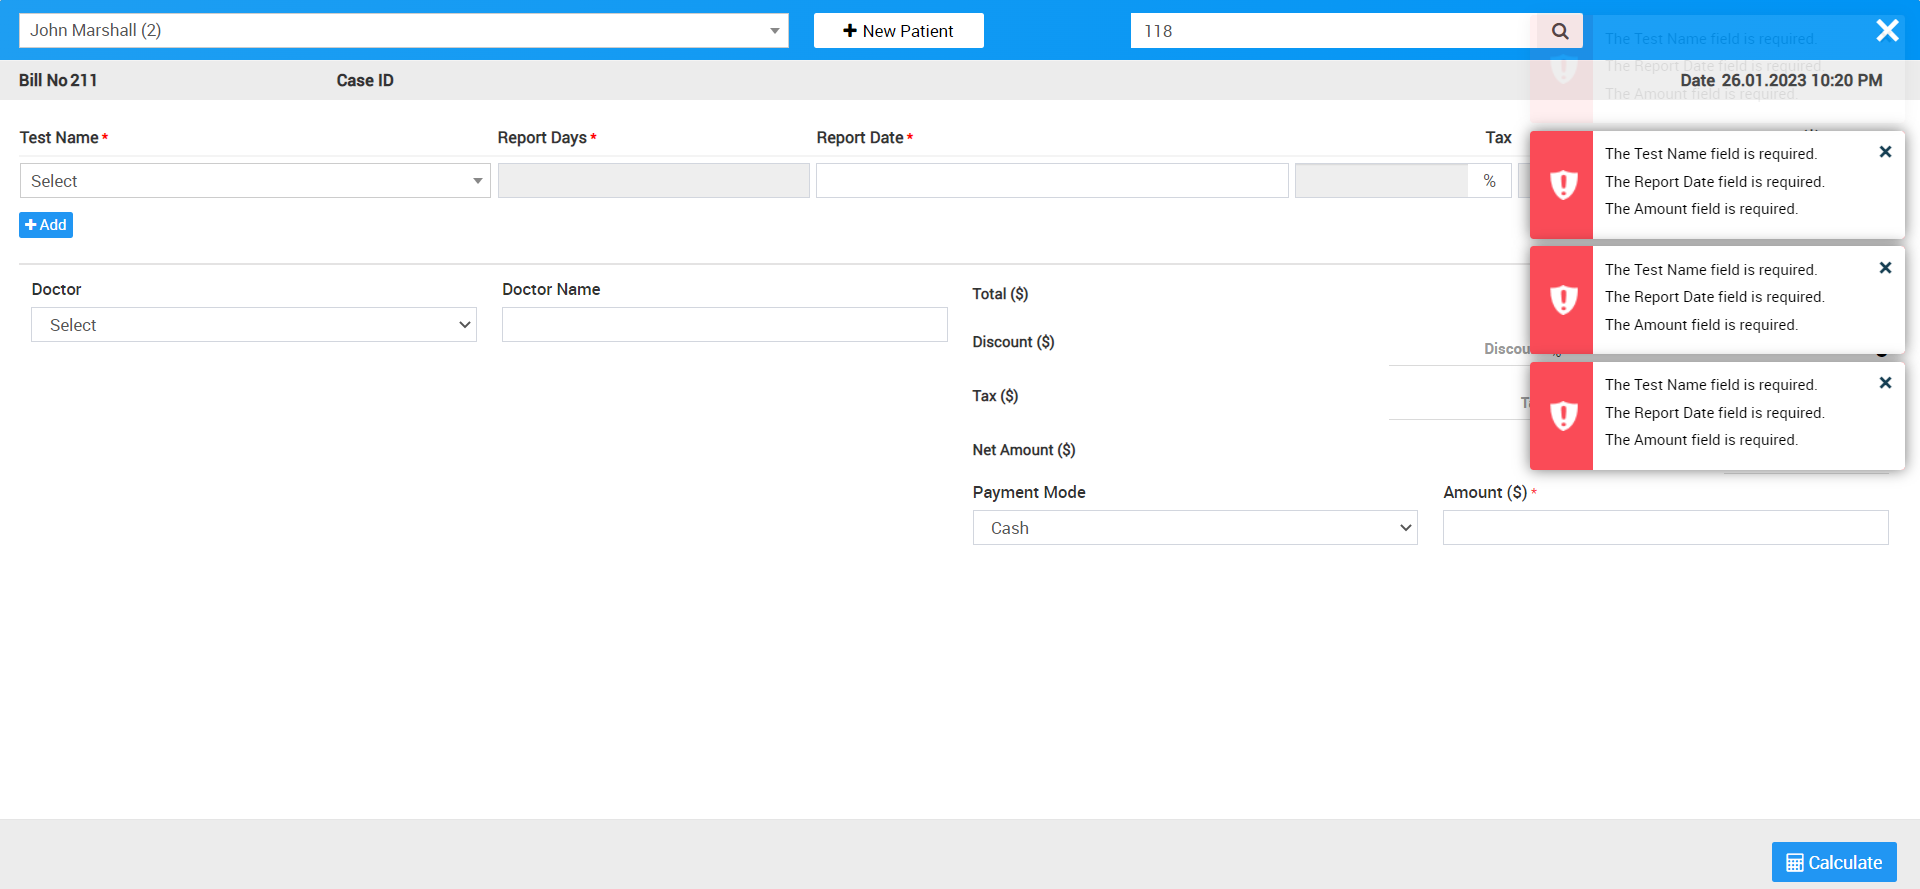 John Marshall (2)
New Patient
118
The Test Name field is required.
The Report Date field is required.
The Amount field is required.
Bill No 211
Case ID
Date 26.01.2023 10:20 PM
Test Name *
Report Days *
Report Date *
Tax
Select
%
Add
The Test Name field is required.
The Report Date field is required.
The Amount field is required.
The Test Name field is required.
The Report Date field is required.
The Amount field is required.
The Test Name field is required.
The Report Date field is required.
The Amount field is required.
Doctor
Select
Doctor Name
Total ($)
Discount ($)
Tax ($)
Net Amount ($)
Payment Mode
Cash
Amount ($) *
Calculate